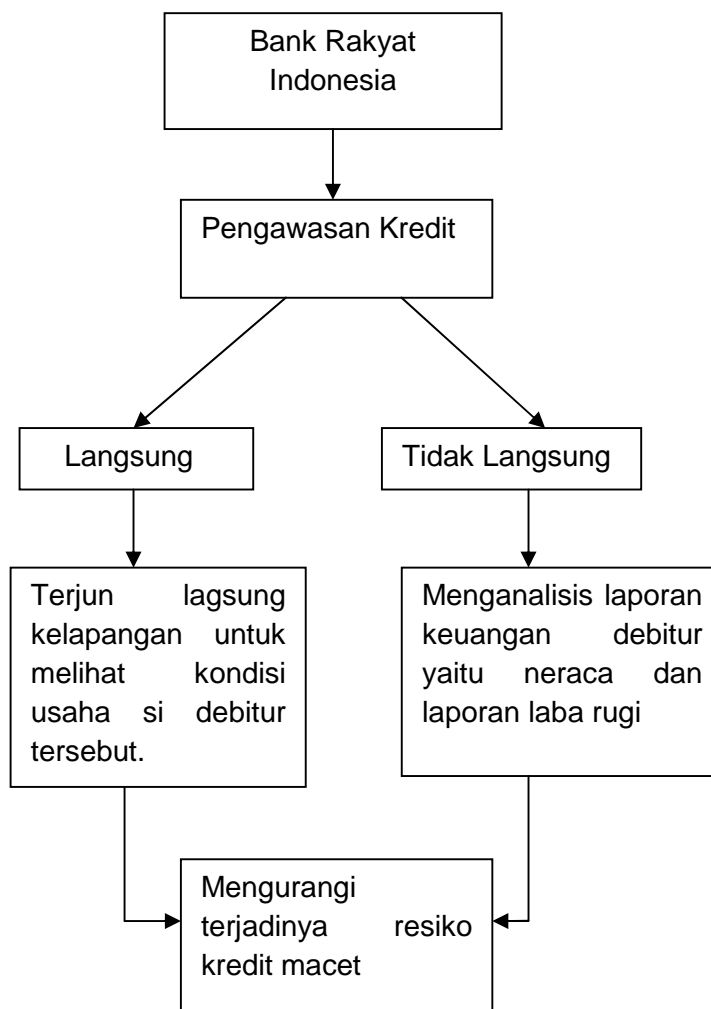 Bank Rakyat
Indonesia
Pengawasan Kredit
Langsung
Tidak Langsung
Terjun lagsung
kelapangan untuk
melihat kondisi
usaha si debitur
tersebut.
Menganalisis laporan
keuangan debitur
yaitu neraca dan
laporan laba rugi
Mengurangi
terjadinya resiko
kredit macet